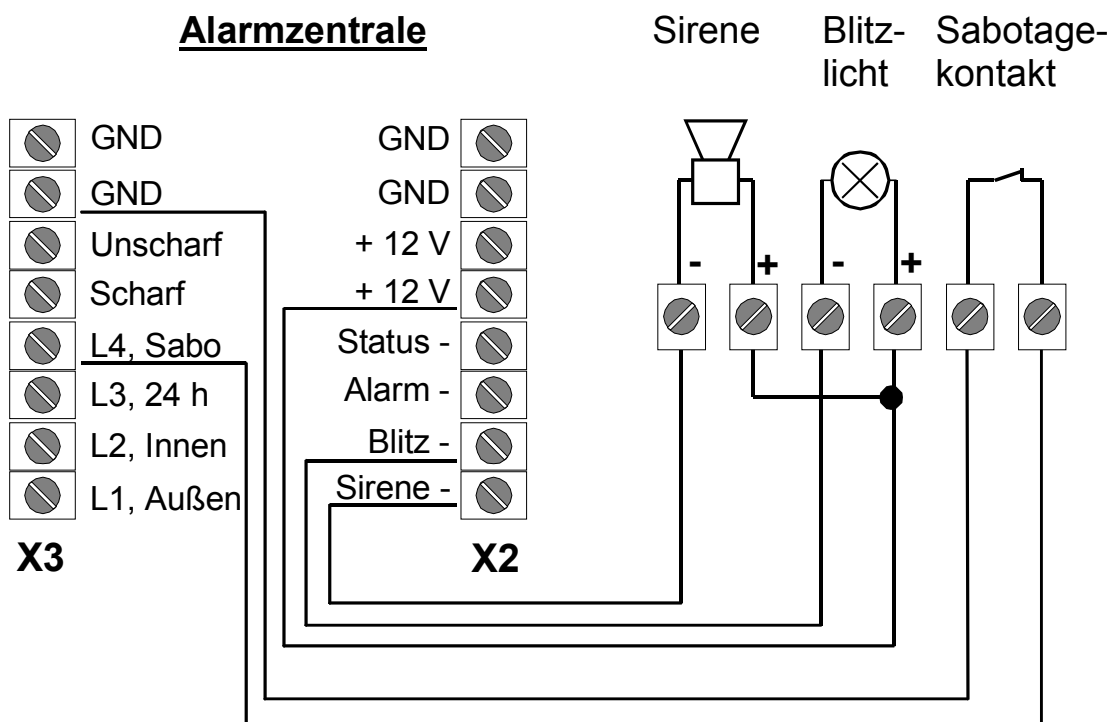 Alarmzentrale
Sirene
Blitz-
licht
Sabotage-
kontakt
GND
GND
Unscharf
Scharf
L4, Sabo
L3, 24 h
L2, Innen
L1, Außen
X3
GND
GND
+ 12 V
+ 12 V
Status -
Alarm -
Blitz -
Sirene -
X2
- + - +